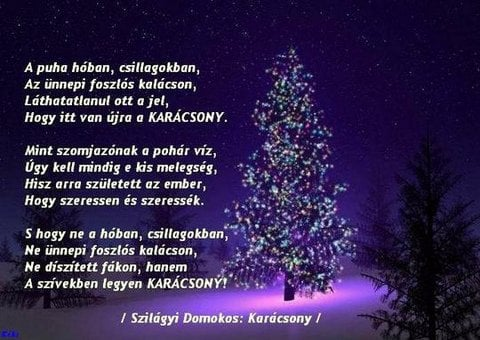 A puha hóban, csillagokban,
Az ünnepi foszlós kalácson,
Láthatatlanul ott a jel,
Hogy itt van újra a KARÁCSONY.
Mint szomjazónak a pohár víz,
Úgy kell mindig e kis melegség,
Hisz arra született az ember,
Hogy szeressen és szeressék.
S hogy ne a hóban, csillagokban,
Ne ünnepi foszlós kalácson,
Ne díszített fákon, hanem
A szívekben legyen KARÁCSONY!
/ Szilágyi Domokos: Karácsony /